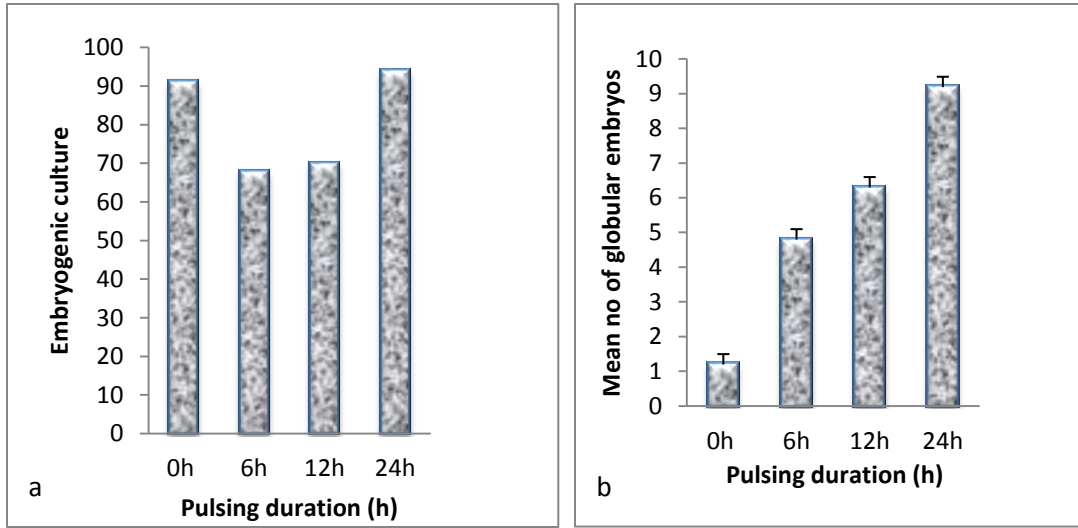 100
90
80
70
60
50
40
30
20
10
0
Embryogenic culture
0h 6h 12h 24h
Pulsing duration (h)
a
10
9
8
7
6
5
4
3
2
1
0
Mean no of globular embryos
0h 6h 12h 24h
Pulsing duration (h)
b